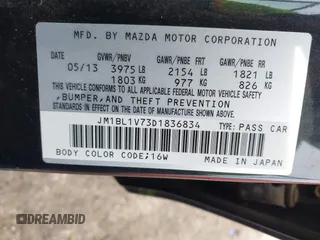 MFD. BY MAZDA MOTOR CORPORATION
GVWR/PNBV GAWR/PNBE FRT GAWR/PNBE RR
05/13 3975 LB 2154 LB 1821 LB
1803 KG 977 KG 826 KG
THIS VEHICLE CONFORMS TO ALL APPLICABLE
FEDERAL MOTOR VEHICLE SAFETY
,BUMPER,AND THEFT PREVENTION
STANDARDS IN EFFECT ON THE DATE OF
MANUFACTURE SHOWN ABOVE.
JM1BL1V73D1836834 TYPE:PASS CAR
BODY COLOR CODE:16W MADE IN JAPAN
DREAMBID